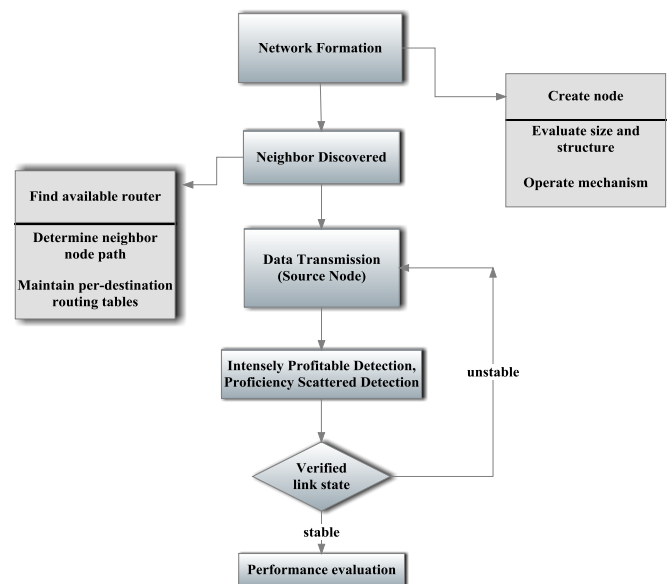 Network Formation
Create node
Evaluate size and
structure
Operate mechanism
Neighbor Discovered
Find available router
Determine neighbor
node path
Maintain per-destination
routing tables
Data Transmission
(Source Node)
Intensely Profitable Detection,
Proficiency Scattered Detection
unstable
Verified
link state
stable
Performance evaluation